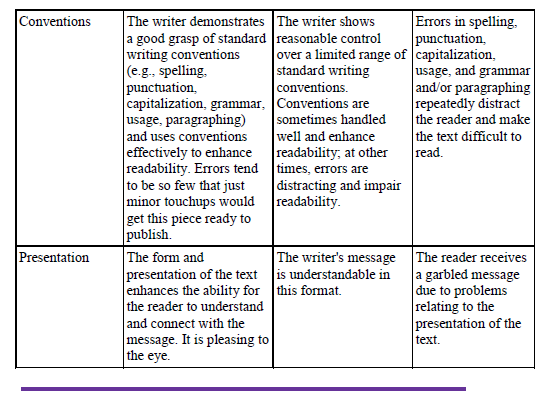 Conventions
The writer demonstrates
a good grasp of standard
writing conventions
(e.g., spelling,
punctuation,
capitalization, grammar,
usage, paragraphing)
and uses conventions
effectively to enhance
readability. Errors tend
to be so few that just
minor touchups would
get this piece ready to
publish.
The writer shows
reasonable control
over a limited range of
standard writing
conventions.
Conventions are
sometimes handled
well and enhance
readability; at other
times, errors are
distracting and impair
readability.
Errors in spelling,
punctuation,
capitalization,
usage, and grammar
and/or paragraphing
repeatedly distract
the reader and make
the text difficult to
read.
Presentation
The form and
presentation of the text
enhances the ability for
the reader to understand
and connect with the
message. It is pleasing to
the eye.
The writer's message
is understandable in
this format.
The reader receives
a garbled message
due to problems
relating to the
presentation of the
text.